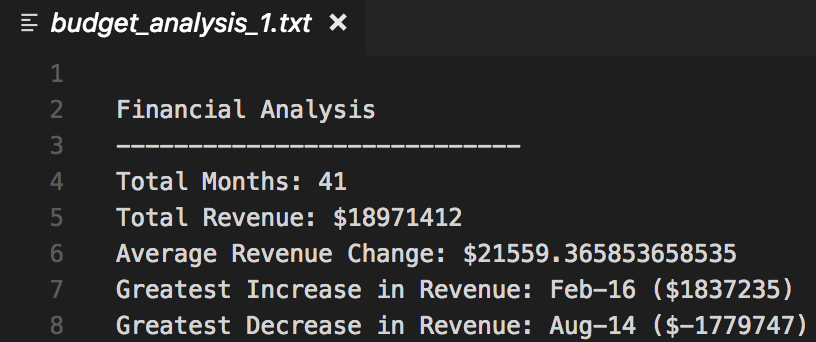 budget_analysis_1.txt ×
1
2 Financial Analysis
3 ----------------------------
4 Total Months: 41
5 Total Revenue: $18971412
6 Average Revenue Change: $21559.365853658535
7 Greatest Increase in Revenue: Feb-16 ($1837235)
8 Greatest Decrease in Revenue: Aug-14 ($-1779747)